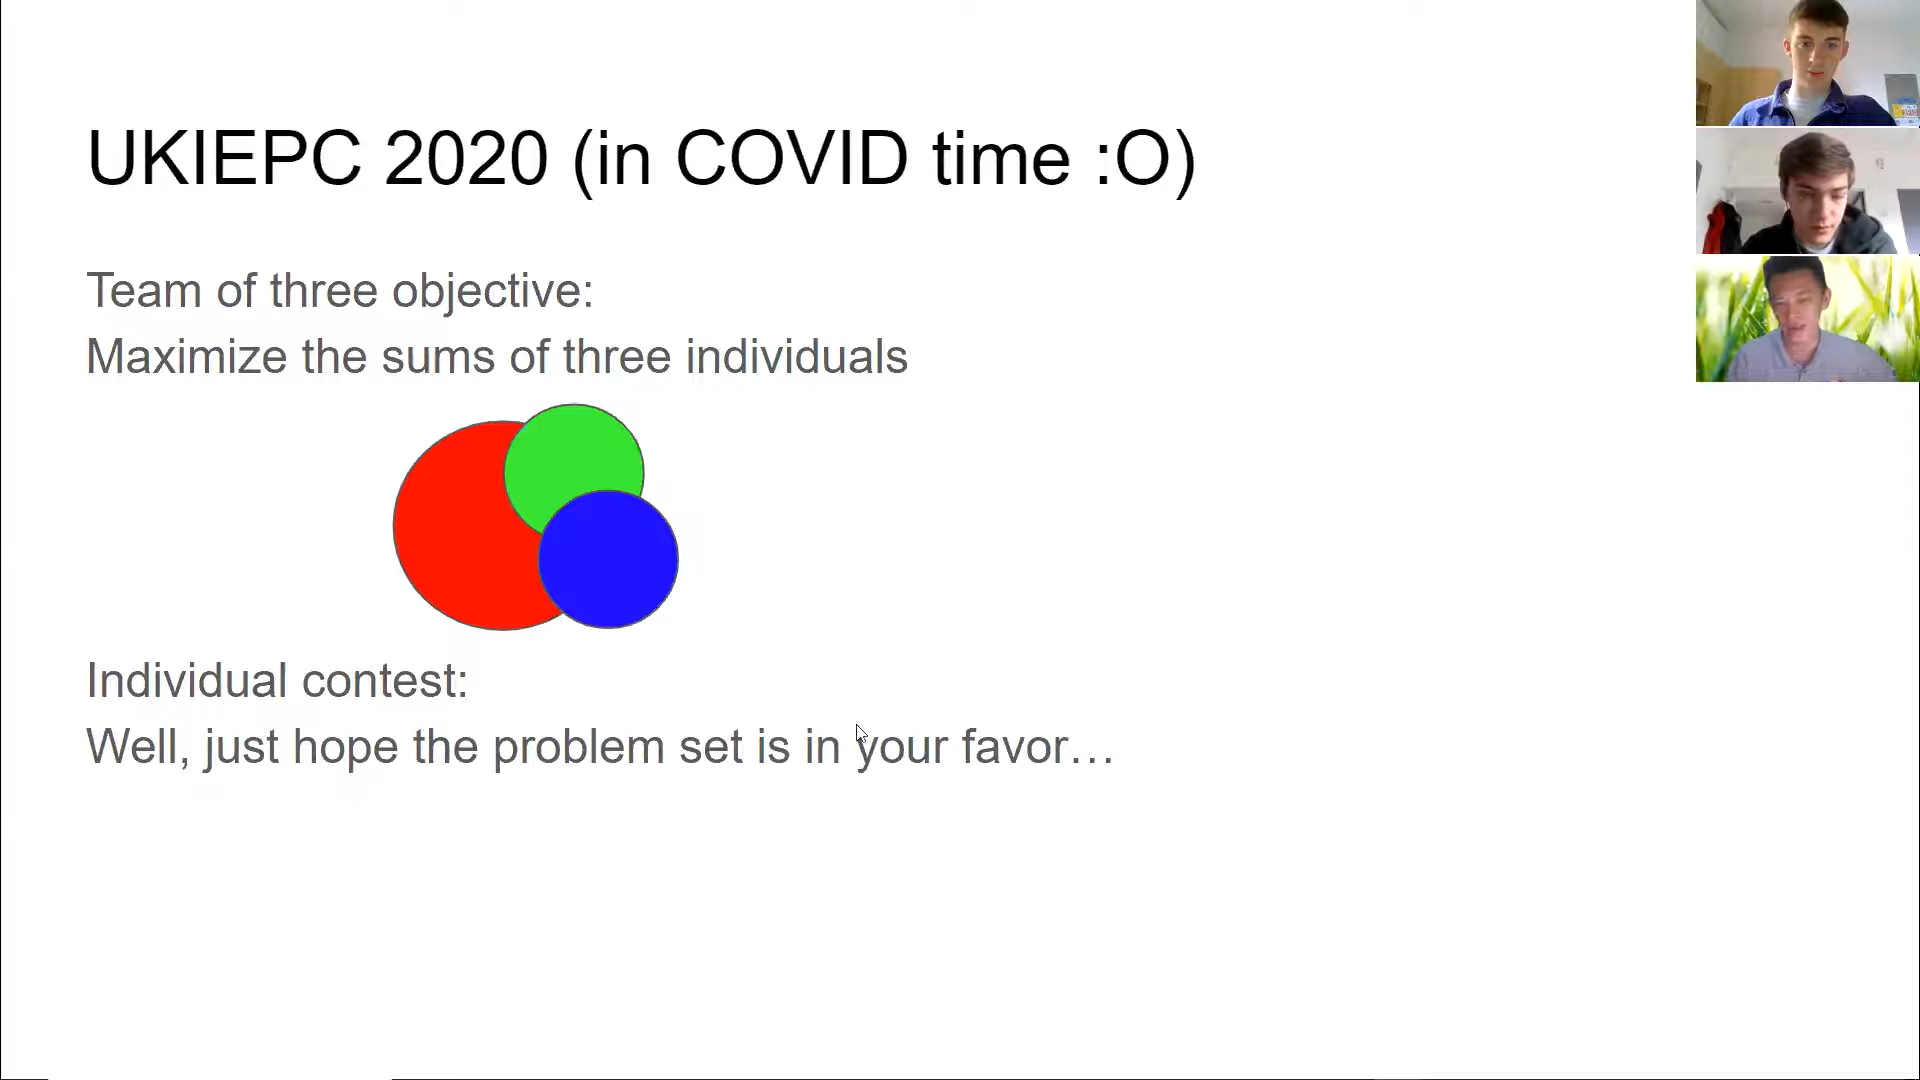 UKIEPC 2020 (in COVID time :O)
Team of three objective:
Maximize the sums of three individuals
Individual contest:
Well, just hope the problem set is in your favor…